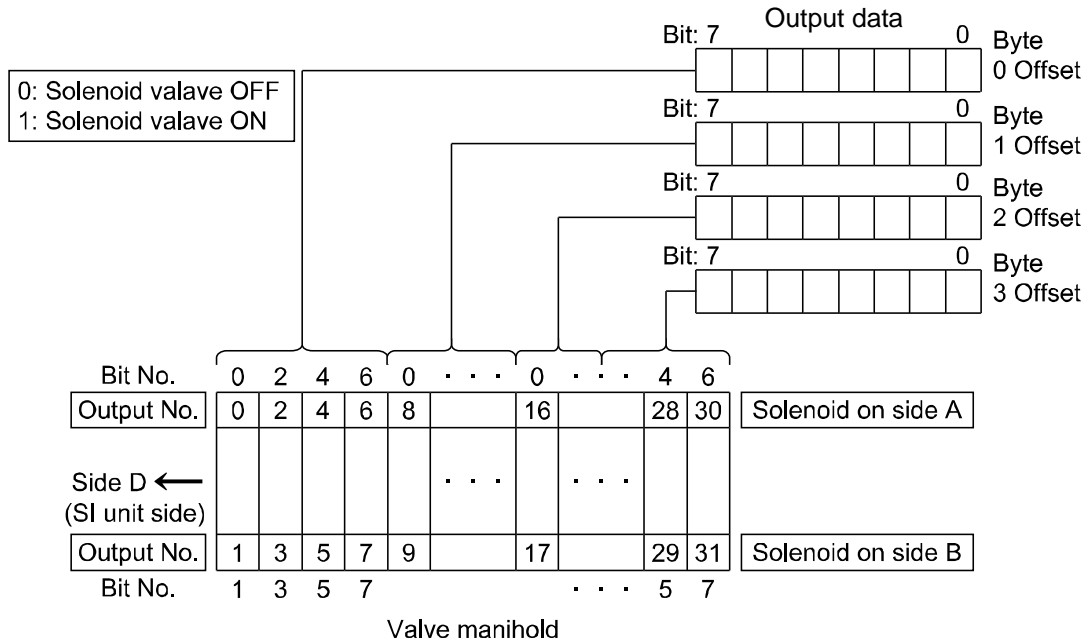 Output data
Bit: 7 0 Byte
0 Offset
0: Solenoid valave OFF
1: Solenoid valave ON
Bit: 7 0 Byte
1 Offset
Bit: 7 0 Byte
2 Offset
Bit: 7 0 Byte
3 Offset
Bit No. 0 2 4 6 0 · · · 0 · · · 4 6
Output No. 0 2 4 6 8 16 28 30 Solenoid on side A
Side D ← · · · · · ·
(SI unit side)
Output No. 1 3 5 7 9 17 29 31 Solenoid on side B
Bit No. 1 3 5 7 · · · 5 7
Valve manihold